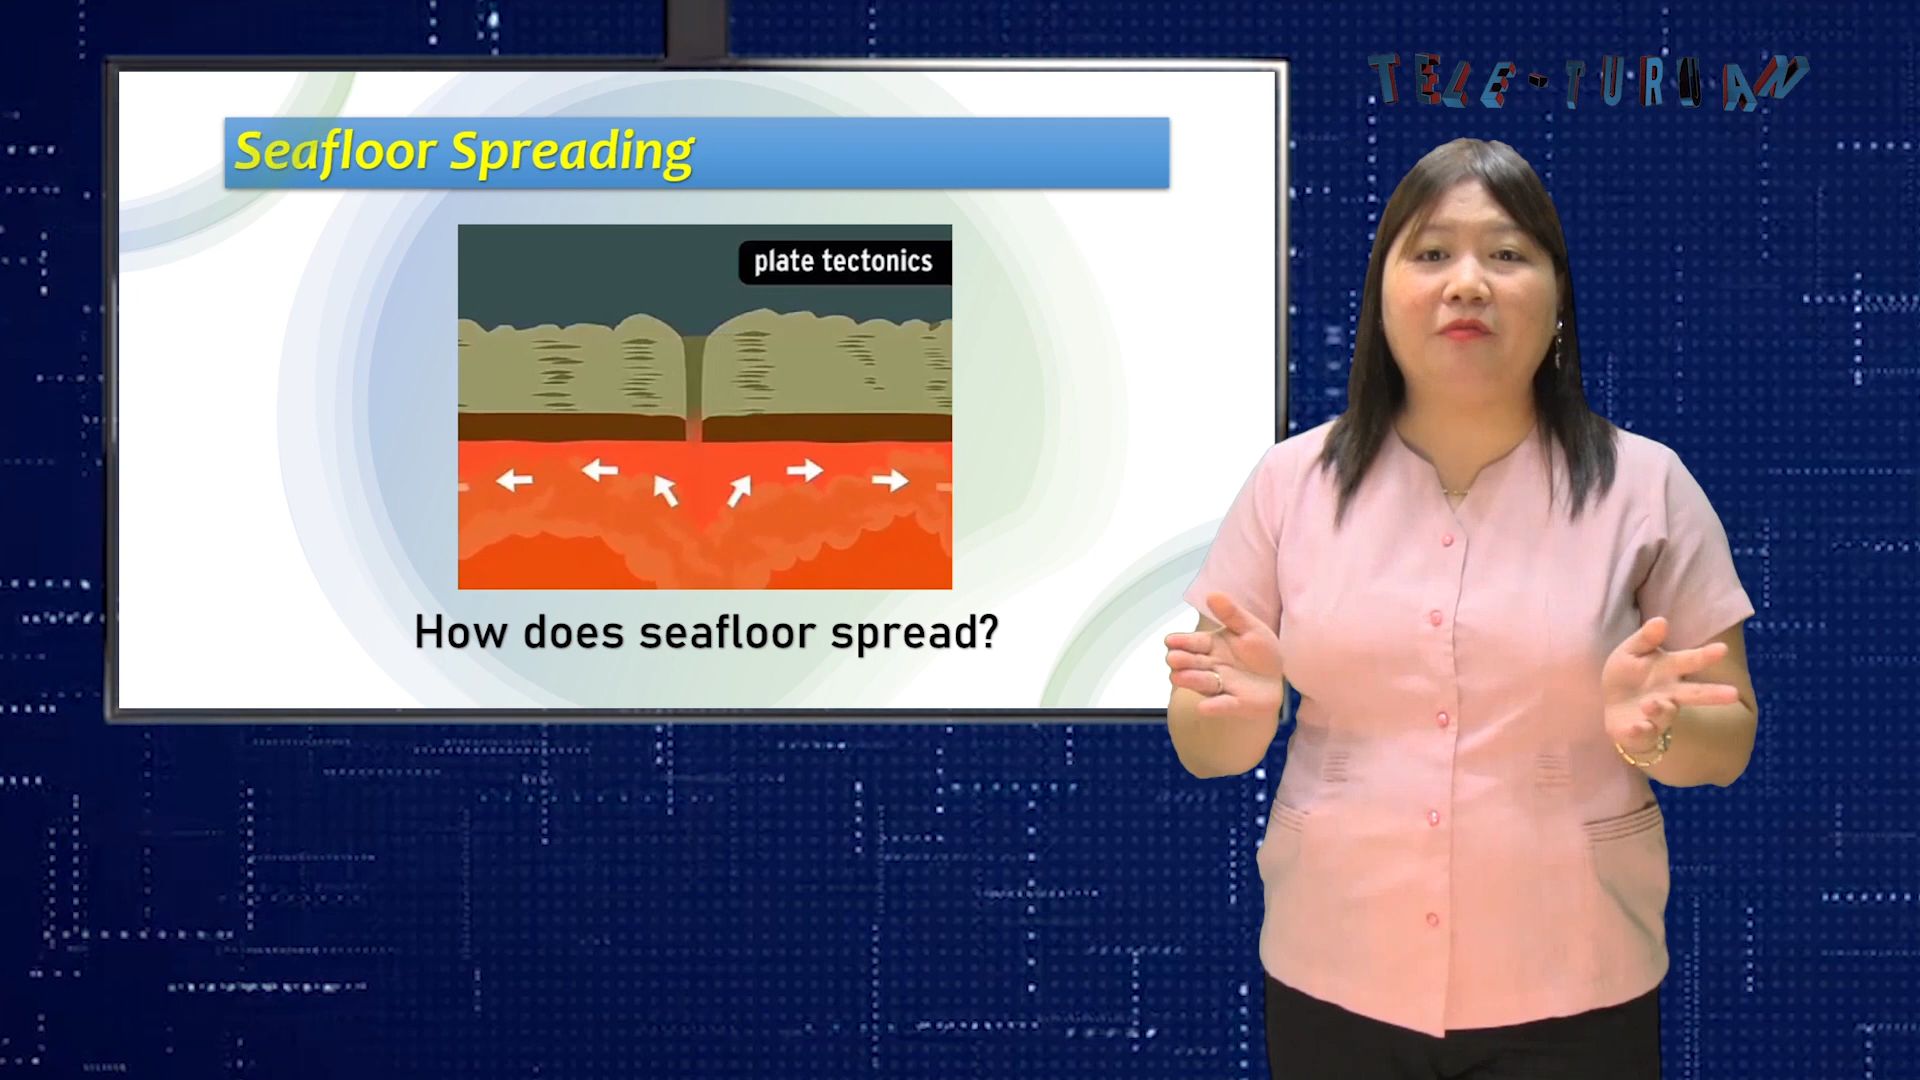 TELE-TURUAN
Seafloor Spreading
plate tectonics
How does seafloor spread?